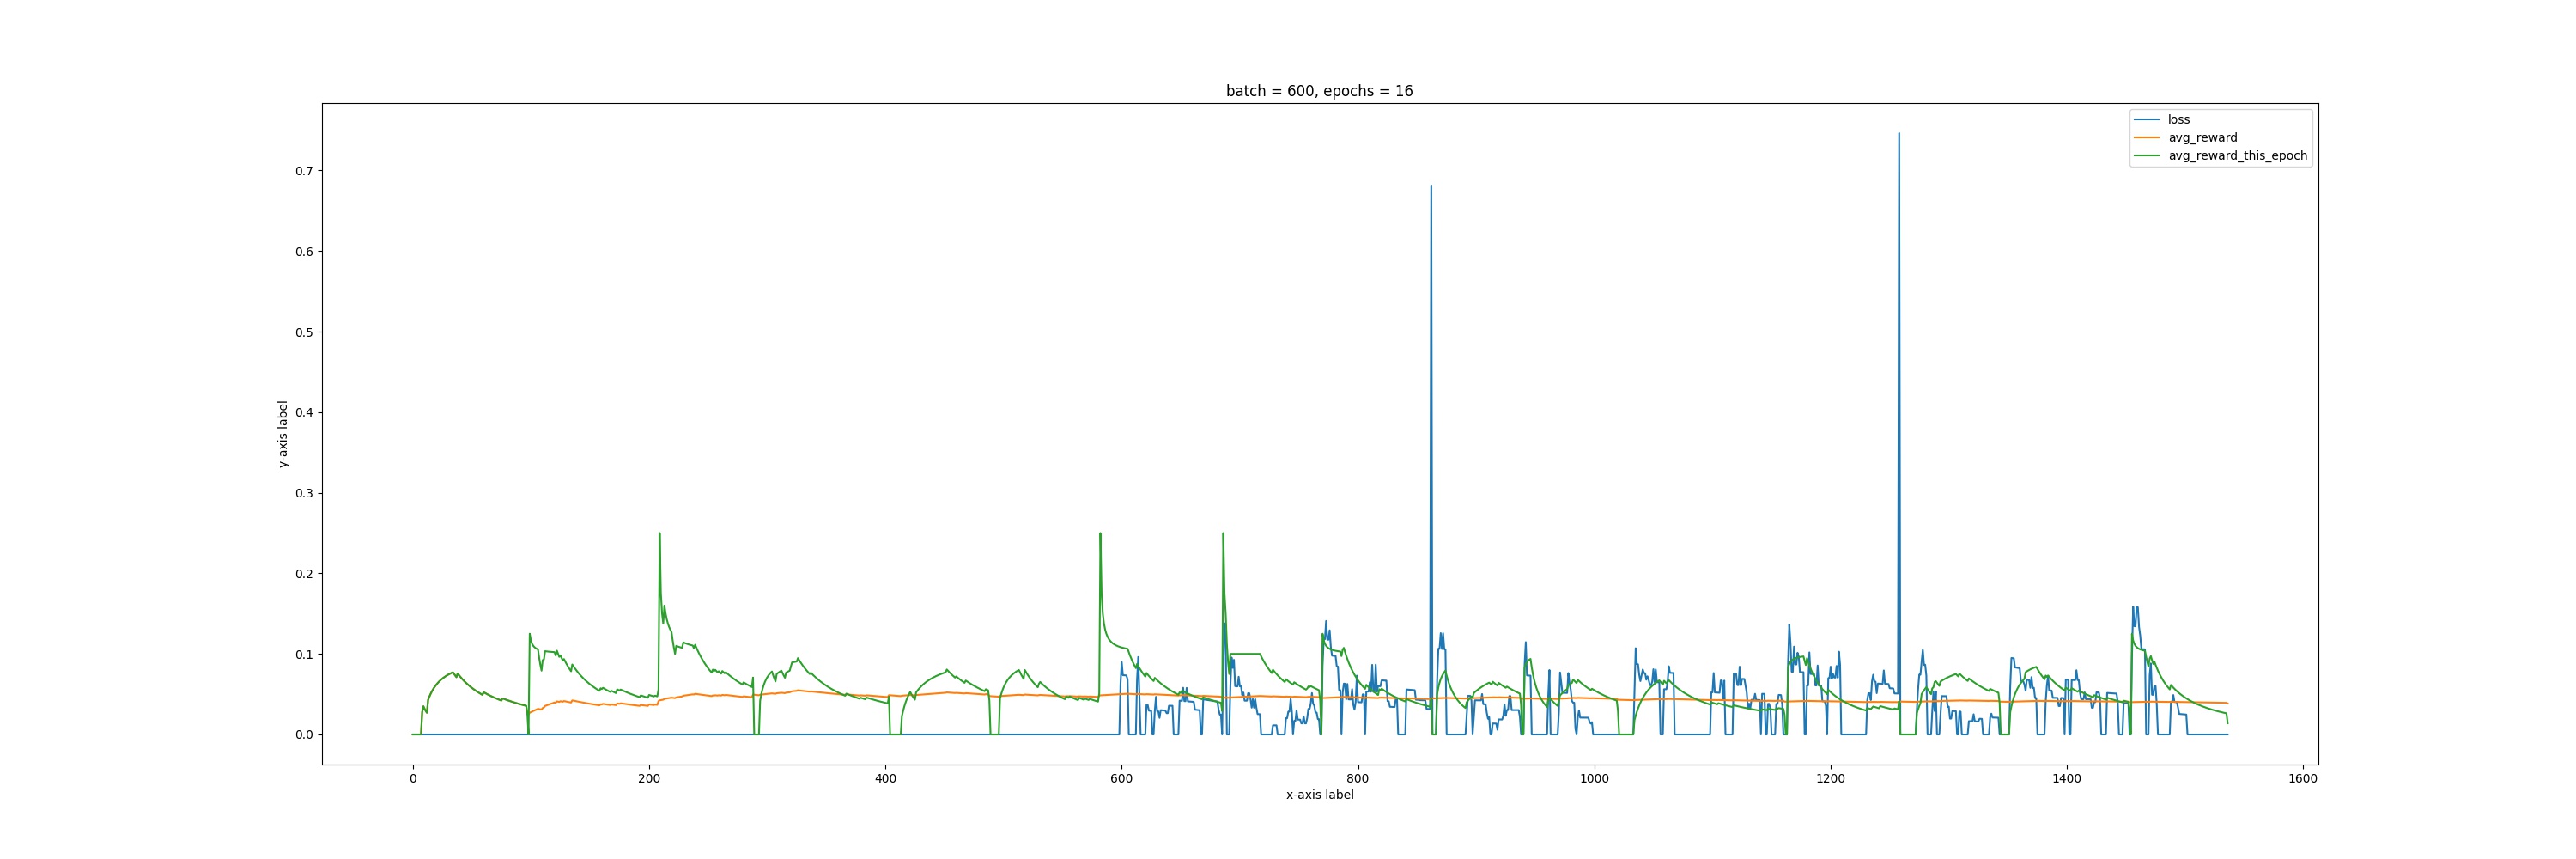 batch = 600, epochs = 16
loss
avg_reward
avg_reward_this_epoch
0.7
0.6
0.5
0.4
0.3
0.2
0.1
0.0
y-axis label
0 200 400 600 800 1000 1200 1400 1600
x-axis label